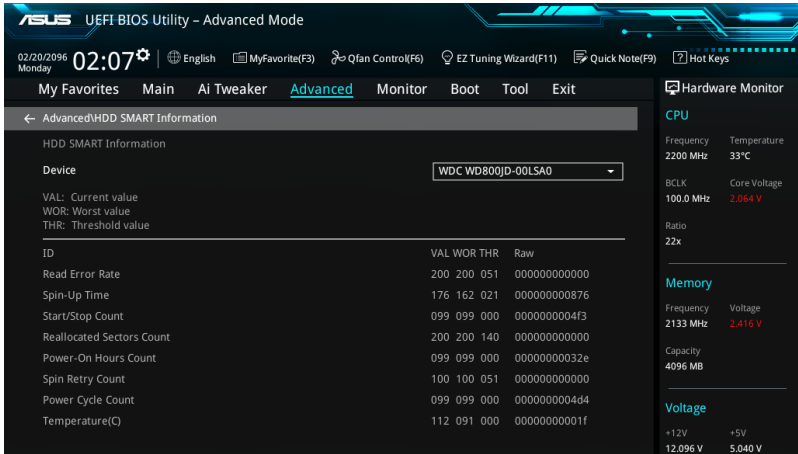 ASUS UEFI BIOS Utility – Advanced Mode
02/20/2096
Monday
02:07 English MyFavorite(F3) Qfan Control(F6) EZ Tuning Wizard(F11) Quick Note(F9) ? Hot Keys
My Favorites Main Ai Tweaker Advanced Monitor Boot Tool Exit
← Advanced\HDD SMART Information
HDD SMART Information
Device WDC WD800JD-00LSA0
VAL: Current value
WOR: Worst value
THR: Threshold value
ID VAL WOR THR Raw
Read Error Rate 200 200 051 000000000000
Spin-Up Time 176 162 021 000000000876
Start/Stop Count 099 099 000 0000000004f3
Reallocated Sectors Count 200 200 140 000000000000
Power-On Hours Count 099 099 000 00000000032e
Spin Retry Count 100 100 051 000000000000
Power Cycle Count 099 099 000 0000000004d4
Temperature(C) 112 091 000 00000000001f
Hardware Monitor
CPU
Frequency Temperature
2200 MHz 33°C
BCLK Core Voltage
100.0 MHz 2.064 V
Ratio
22x
Memory
Frequency Voltage
2133 MHz 2.416 V
Capacity
4096 MB
Voltage
+12V +5V
12.096 V 5.040 V